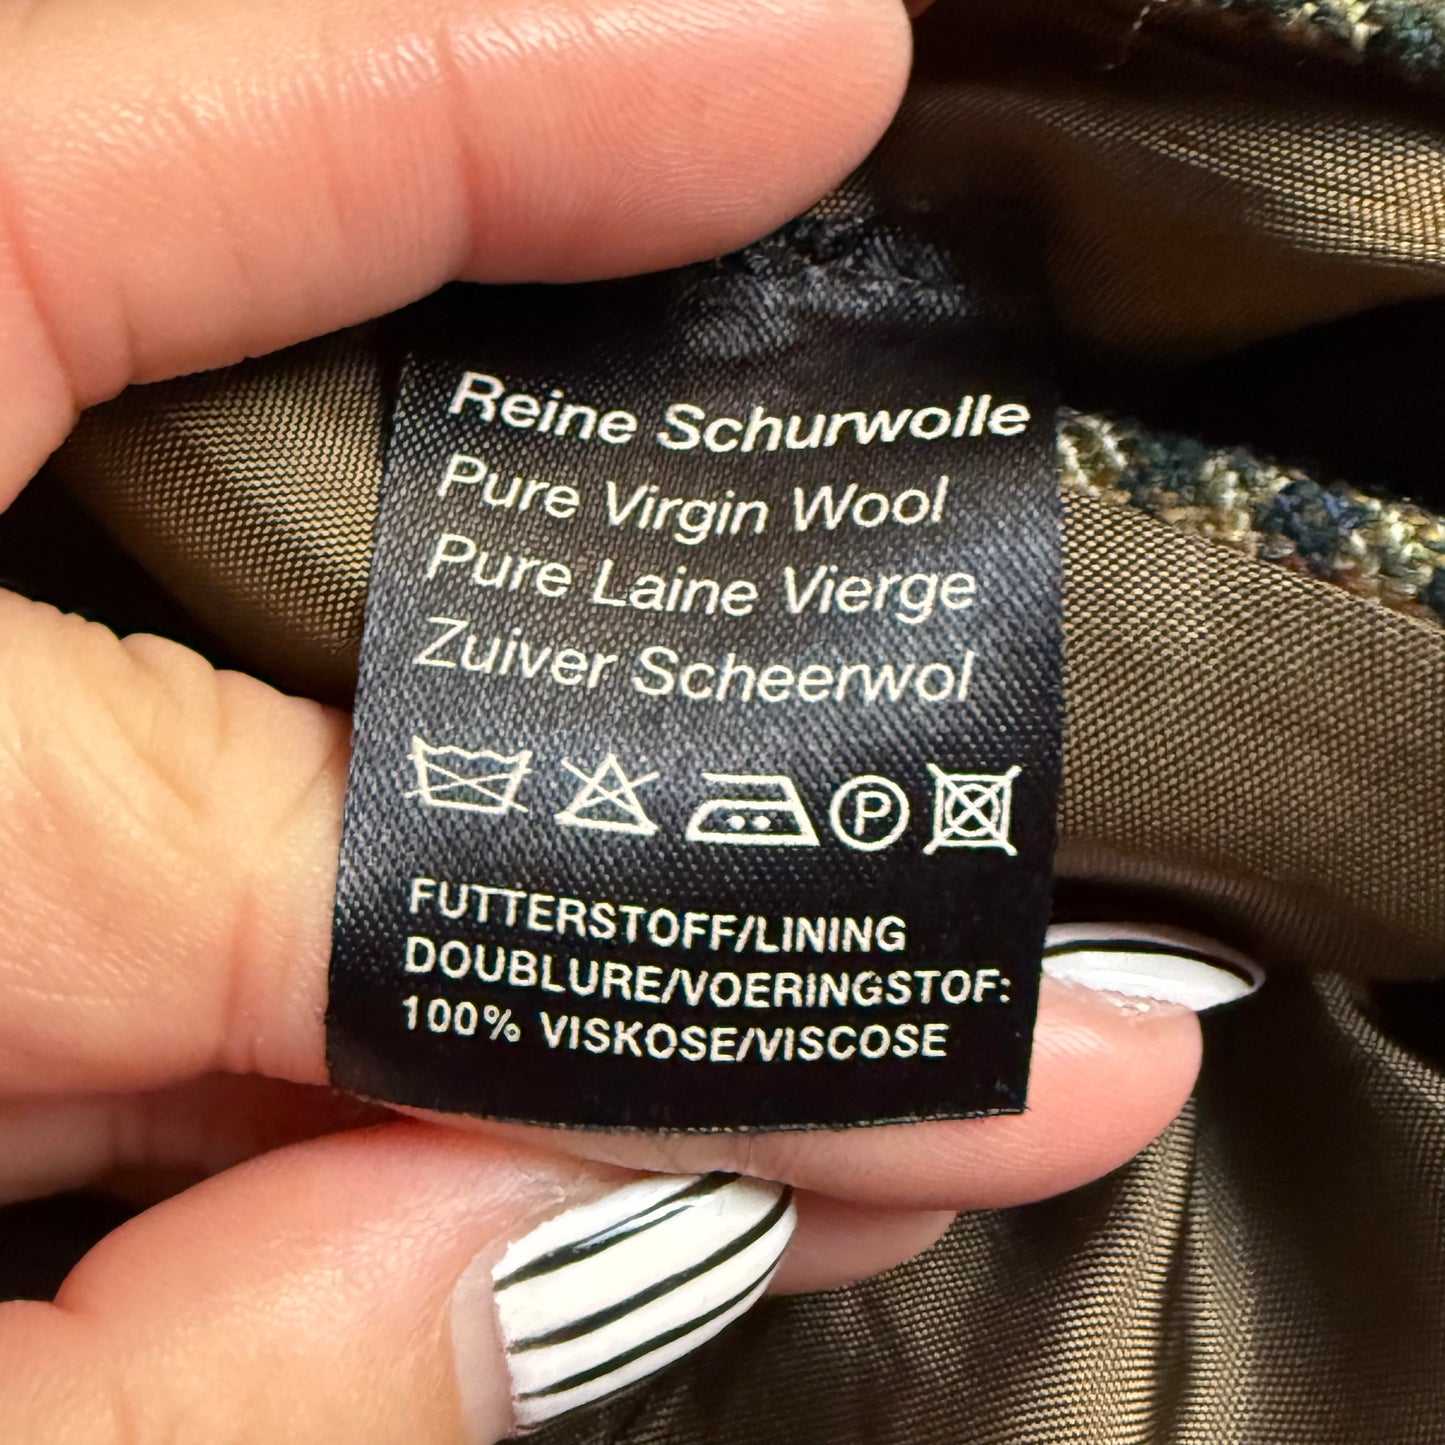 Reine Schurwolle
Pure Virgin Wool
Pure Laine Vierge
Zuiver Scheerwol
P
FUTTERSTOFF/LINING
DOUBLURE/VOERINGSTOF:
100% VISKOSE/VISCOSE